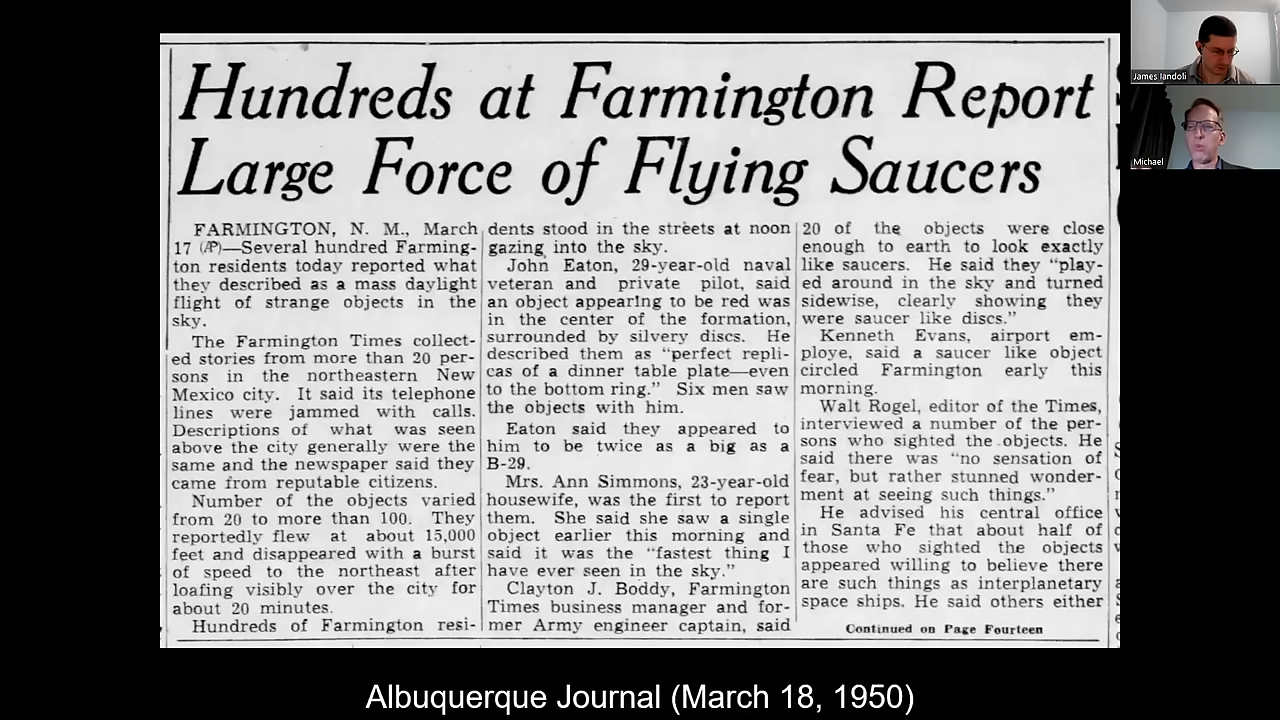 Hundreds at Farmington Report
Large Force of Flying Saucers
FARMINGTON, N. M., March
17 (AP)—Several hundred Farming-
ton residents today reported what
they described as a mass daylight
flight of strange objects in the
sky.
The Farmington Times collect-
ed stories from more than 20 per-
sons in the northeastern New
Mexico city. It said its telephone
lines were jammed with calls.
Descriptions of what was seen
above the city generally were the
same and the newspaper said they
came from reputable citizens.
Number of the objects varied
from 20 to more than 100. They
reportedly flew at about 15,000
feet and disappeared with a burst
of speed to the northeast after
loafing visibly over the city for
about 20 minutes.
Hundreds of Farmington resi-
dents stood in the streets at noon
gazing into the sky.
John Eaton, 29-year-old naval
veteran and private pilot, said
an object appearing to be red was
in the center of the formation,
surrounded by silvery discs. He
described them as "perfect repli-
cas of a dinner table plate—even
to the bottom ring." Six men saw
the objects with him.
Eaton said they appeared to
him to be twice as a big as a
B-29.
Mrs. Ann Simmons, 23-year-old
housewife, was the first to report
them. She said she saw a single
object earlier this morning and
said it was the "fastest thing I
have ever seen in the sky."
Clayton J. Boddy, Farmington
Times business manager and for-
mer Army engineer captain, said
20 of the objects were close
enough to earth to look exactly
like saucers. He said they "play-
ed around in the sky and turned
sidewise, clearly showing they
were saucer like discs."
Kenneth Evans, airport em-
ploye, said a saucer like object
circled Farmington early this
morning.
Walt Rogel, editor of the Times,
interviewed a number of the per-
sons who sighted the objects. He
said there was "no sensation of
fear, but rather stunned wonder-
ment at seeing such things."
He advised his central office
in Santa Fe that about half of
those who sighted the objects
appeared willing to believe there
are such things as interplanetary
space ships. He said others either
Continued on Page Fourteen
Albuquerque Journal (March 18, 1950)
James Iandoli
Michael